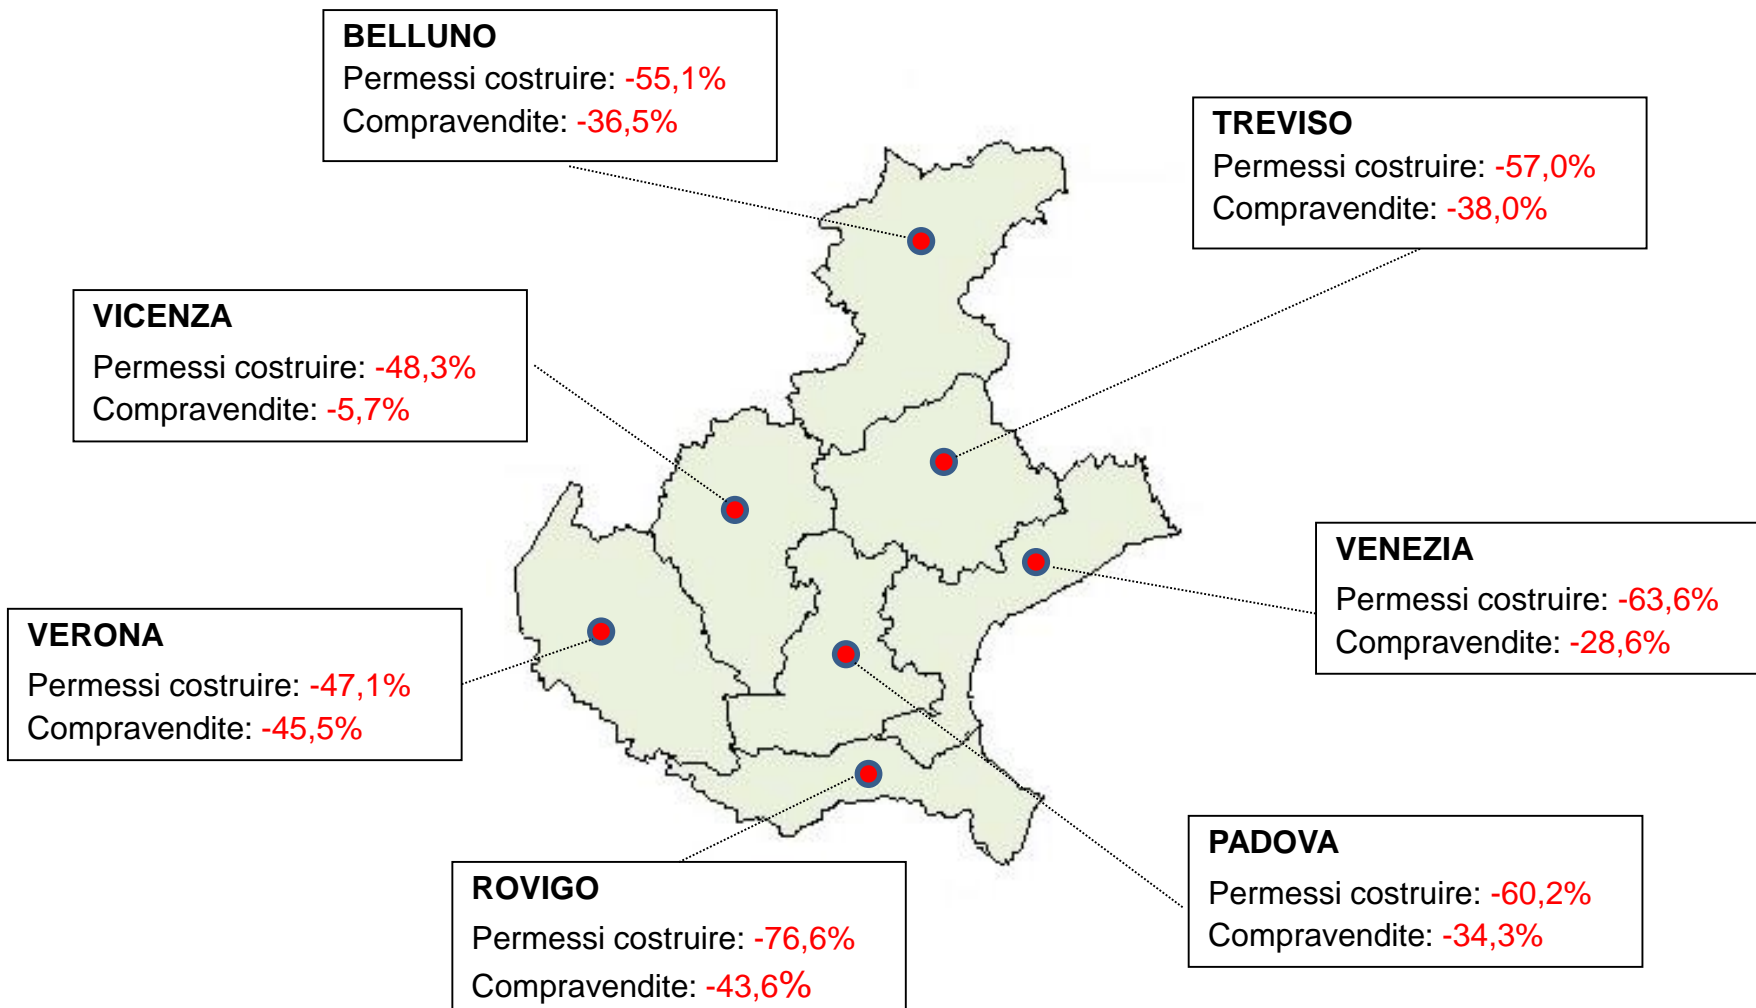 BELLUNO
Permessi costruire: -55,1%
Compravendite: -36,5%
TREVISO
Permessi costruire: -57,0%
Compravendite: -38,0%
VICENZA
Permessi costruire: -48,3%
Compravendite: -5,7%
VENEZIA
Permessi costruire: -63,6%
Compravendite: -28,6%
VERONA
Permessi costruire: -47,1%
Compravendite: -45,5%
PADOVA
Permessi costruire: -60,2%
Compravendite: -34,3%
ROVIGO
Permessi costruire: -76,6%
Compravendite: -43,6%